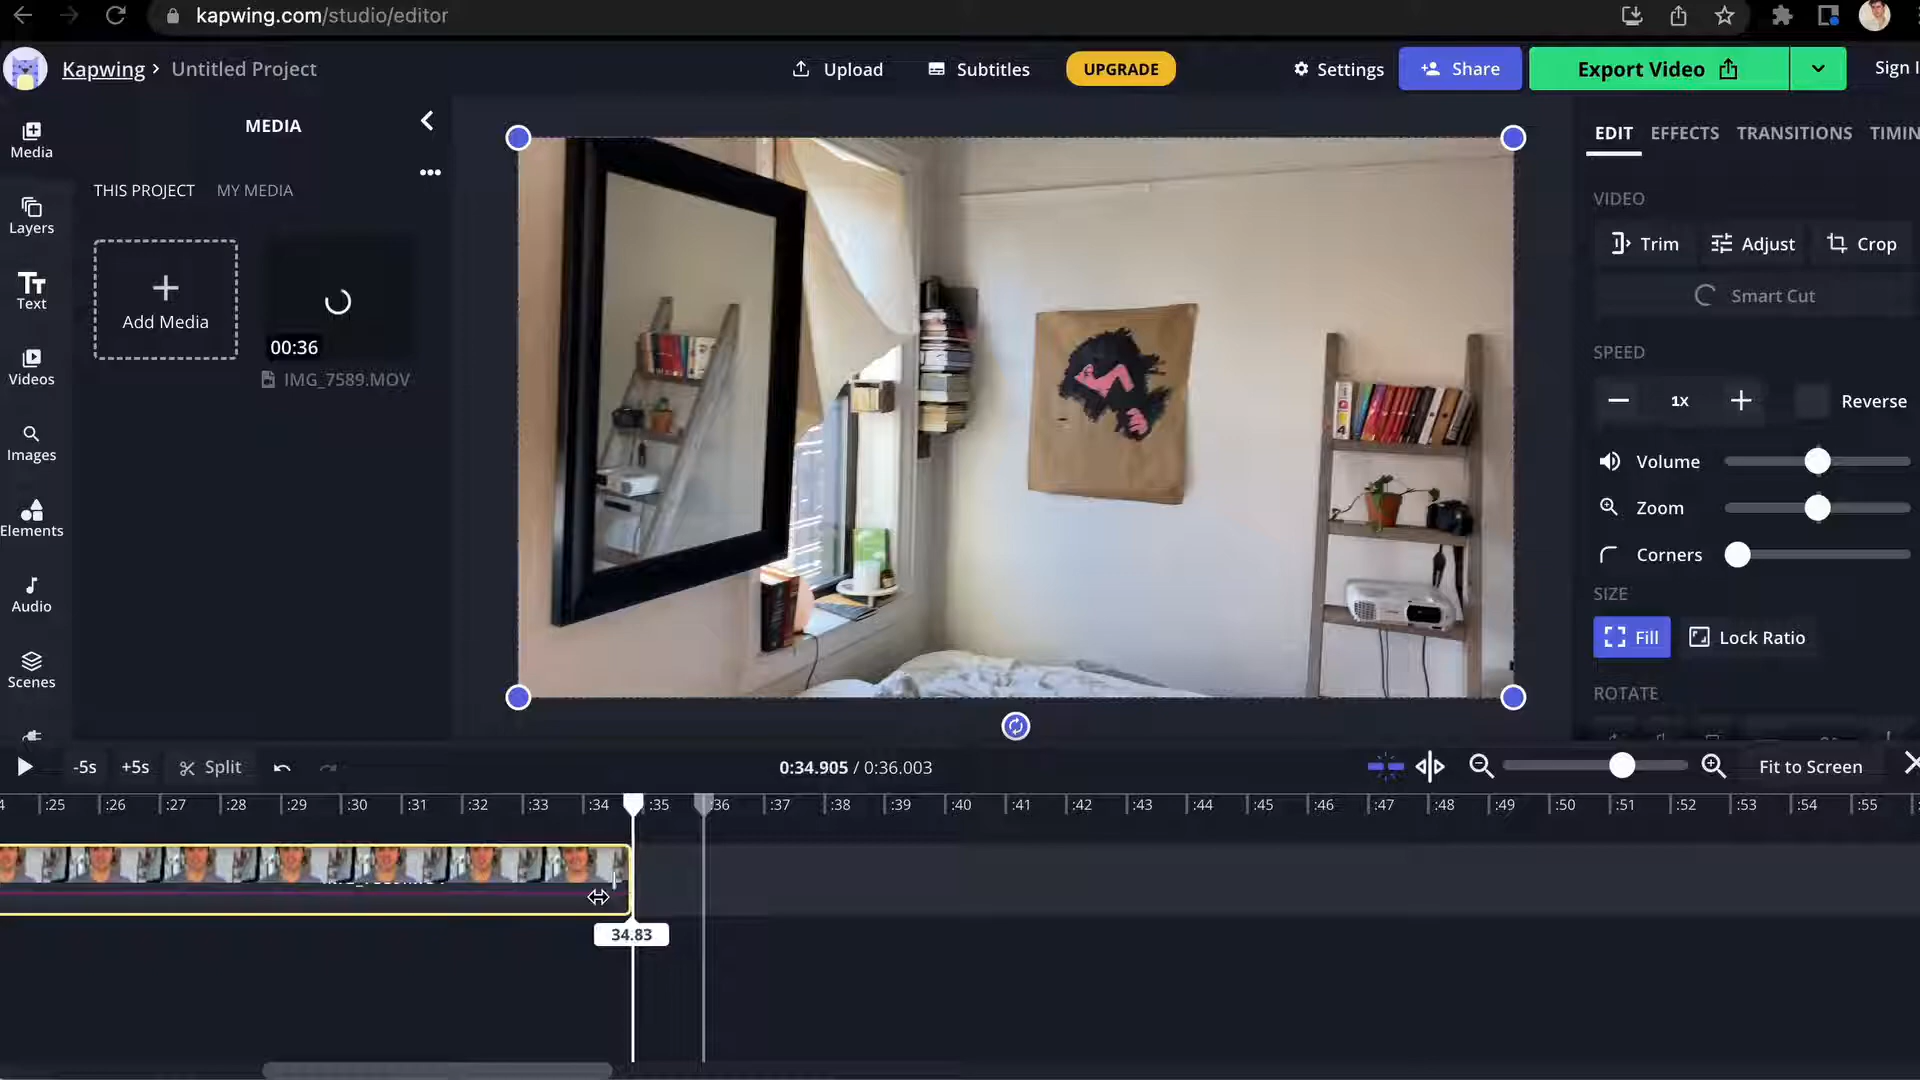 kapwing.com/studio/editor
Kapwing › Untitled Project
Upload
Subtitles
UPGRADE
Settings
Share
Export Video
Sign I
Media
Layers
Text
Videos
Images
Elements
Audio
Scenes
MEDIA
THIS PROJECT MY MEDIA
Add Media
00:36
IMG_7589.MOV
EDIT EFFECTS TRANSITIONS TIMIN
VIDEO
Trim Adjust Crop
Smart Cut
SPEED
1x Reverse
Volume
Zoom
Corners
SIZE
Fill Lock Ratio
ROTATE
-5s +5s Split
0:34.905 / 0:36.003
Fit to Screen
4 :25 :26 :27 :28 :29 :30 :31 :32 :33 :34 :35 :36 :37 :38 :39 :40 :41 :42 :43 :44 :45 :46 :47 :48 :49 :50 :51 :52 :53 :54 :55
34.83